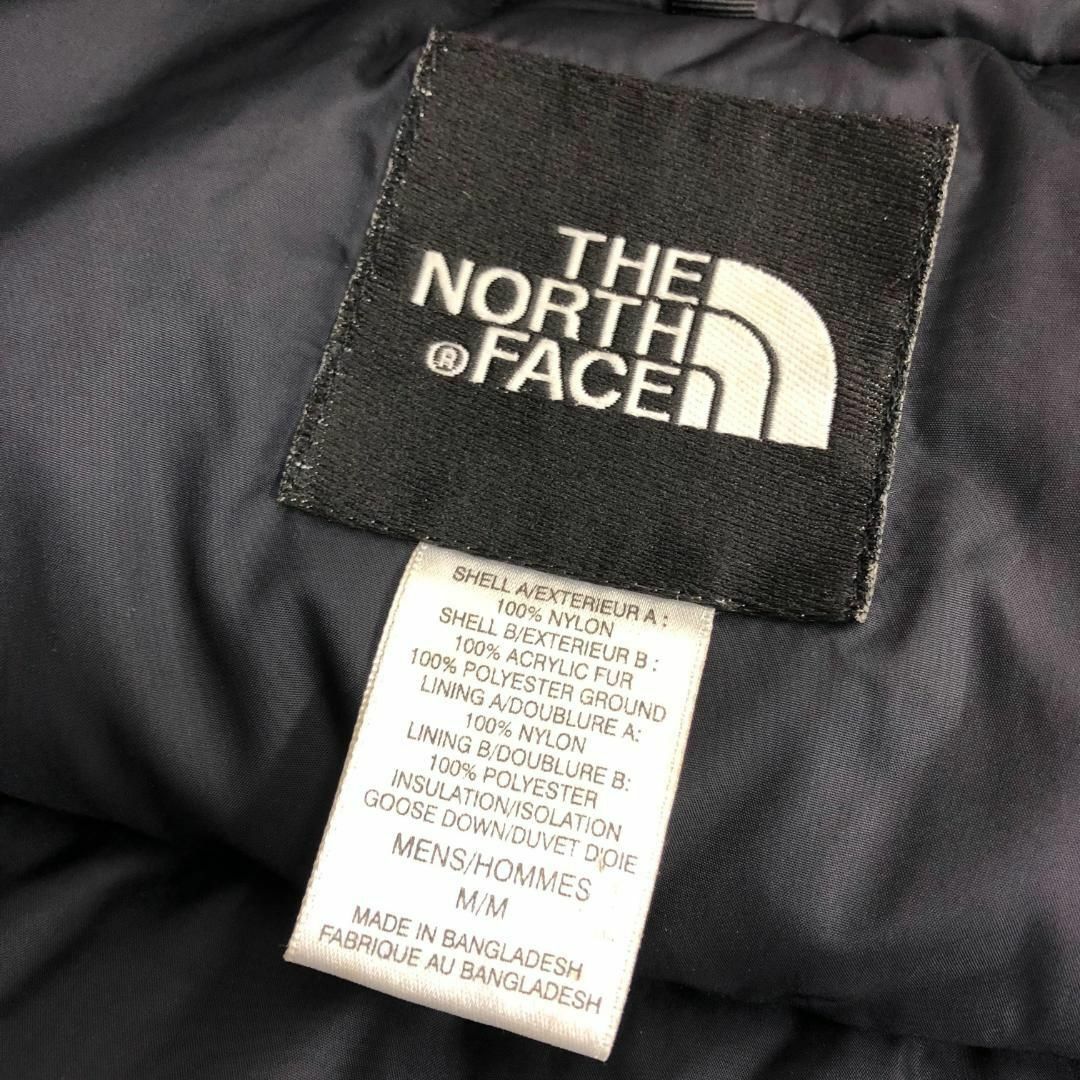 THE
NORTH
®FACE
SHELL A/EXTERIEUR A :
100% NYLON
SHELL B/EXTERIEUR B :
100% ACRYLIC FUR
100% POLYESTER GROUND
LINING A/DOUBLURE A:
100% NYLON
LINING B/DOUBLURE B:
100% POLYESTER
INSULATION/ISOLATION
GOOSE DOWN/DUVET D'OIE
MENS/HOMMES
M/M
MADE IN BANGLADESH
FABRIQUE AU BANGLADESH